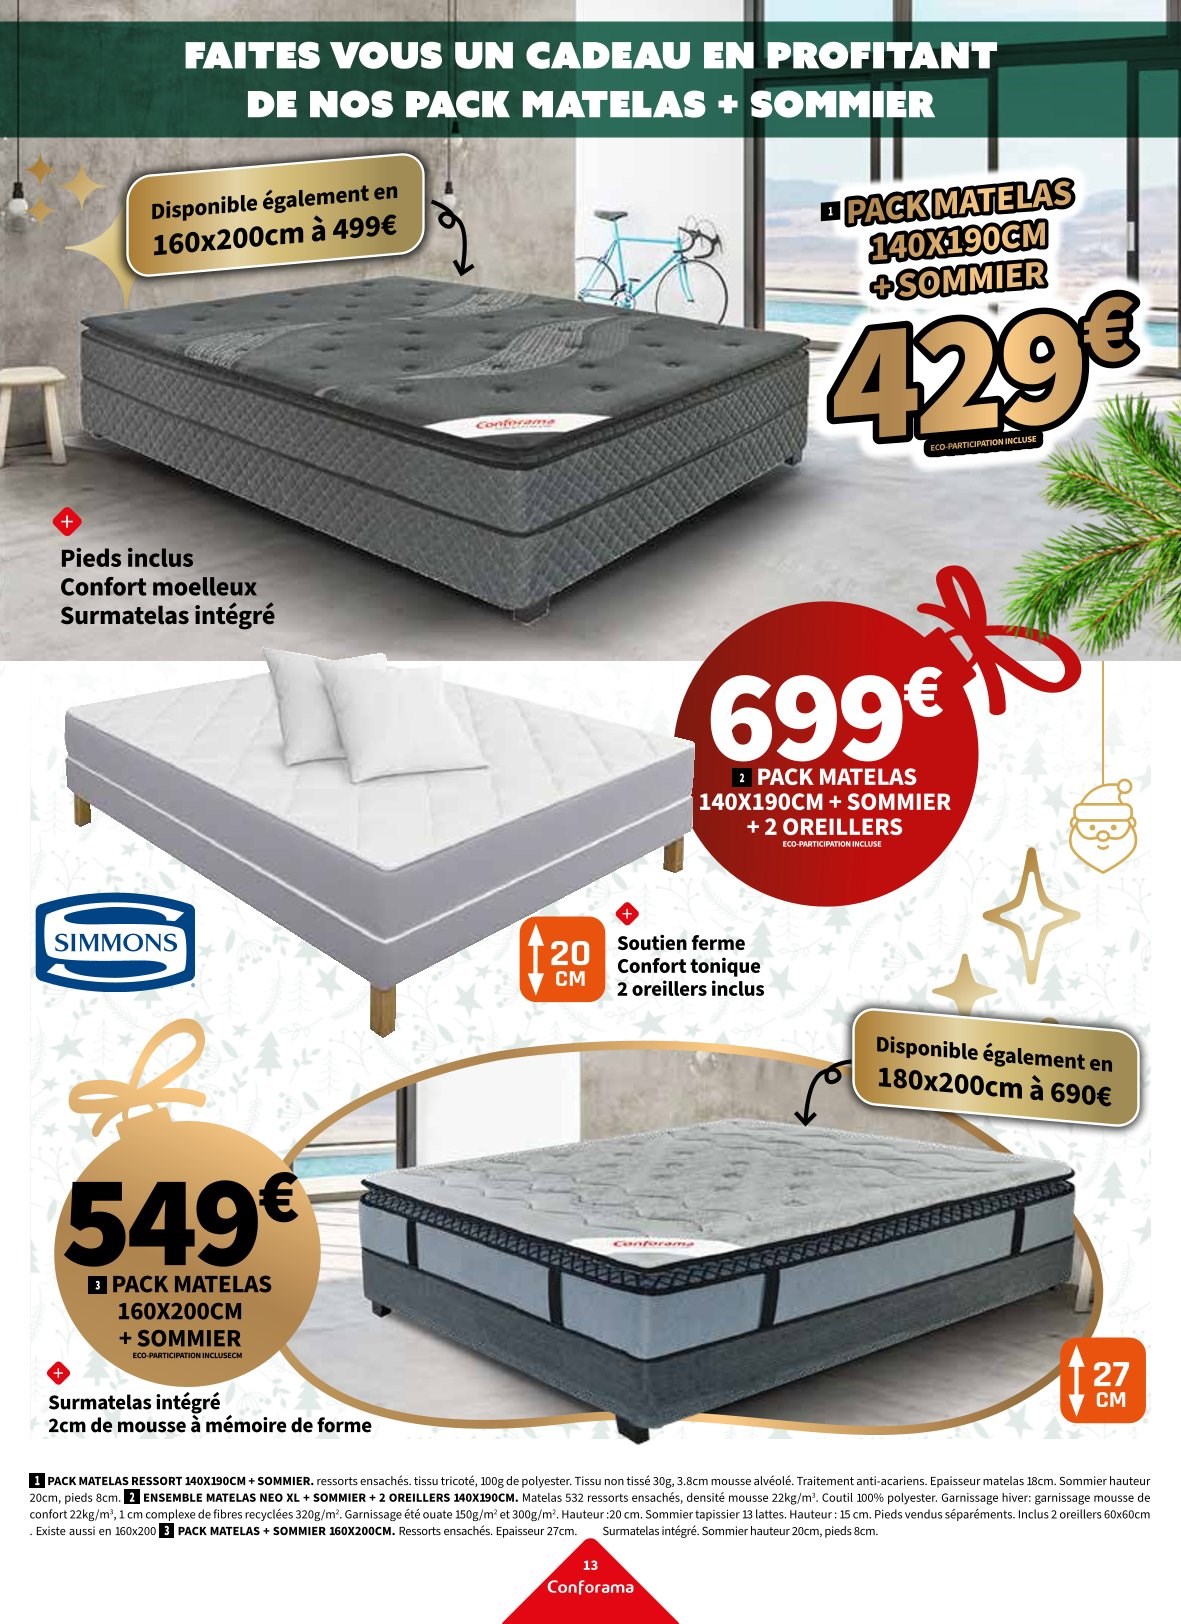 FAITES VOUS UN CADEAU EN PROFITANT
DE NOS PACK MATELAS + SOMMIER
Disponible également en
160x200cm à 499€
1 PACK MATELAS
140X190CM
+ SOMMIER
429€
ECO-PARTICIPATION INCLUSE
Conforama
+
Pieds inclus
Confort moelleux
Surmatelas intégré
699€
2 PACK MATELAS
140X190CM + SOMMIER
+ 2 OREILLERS
ECO-PARTICIPATION INCLUSE
SIMMONS
20
CM
+
Soutien ferme
Confort tonique
2 oreillers inclus
Disponible également en
180x200cm à 690€
549€
3 PACK MATELAS
160X200CM
+ SOMMIER
ECO-PARTICIPATION INCLUSECM
Conforama
+
Surmatelas intégré
2cm de mousse à mémoire de forme
27
CM
1 PACK MATELAS RESSORT 140X190CM + SOMMIER. ressorts ensachés. tissu tricoté, 100g de polyester. Tissu non tissé 30g, 3.8cm mousse alvéolé. Traitement anti-acariens. Epaisseur matelas 18cm. Sommier hauteur
20cm, pieds 8cm. 2 ENSEMBLE MATELAS NEO XL + SOMMIER + 2 OREILLERS 140X190CM. Matelas 532 ressorts ensachés, densité mousse 22kg/m³. Coutil 100% polyester. Garnissage hiver: garnissage mousse de
confort 22kg/m³, 1 cm complexe de fibres recyclées 320g/m². Garnissage été ouate 150g/m² et 300g/m². Hauteur :20 cm. Sommier tapissier 13 lattes. Hauteur : 15 cm. Pieds vendus séparéments. Inclus 2 oreillers 60x60cm
. Existe aussi en 160x200 3 PACK MATELAS + SOMMIER 160X200CM. Ressorts ensachés. Epaisseur 27cm. Surmatelas intégré. Sommier hauteur 20cm, pieds 8cm.
13
Conforama